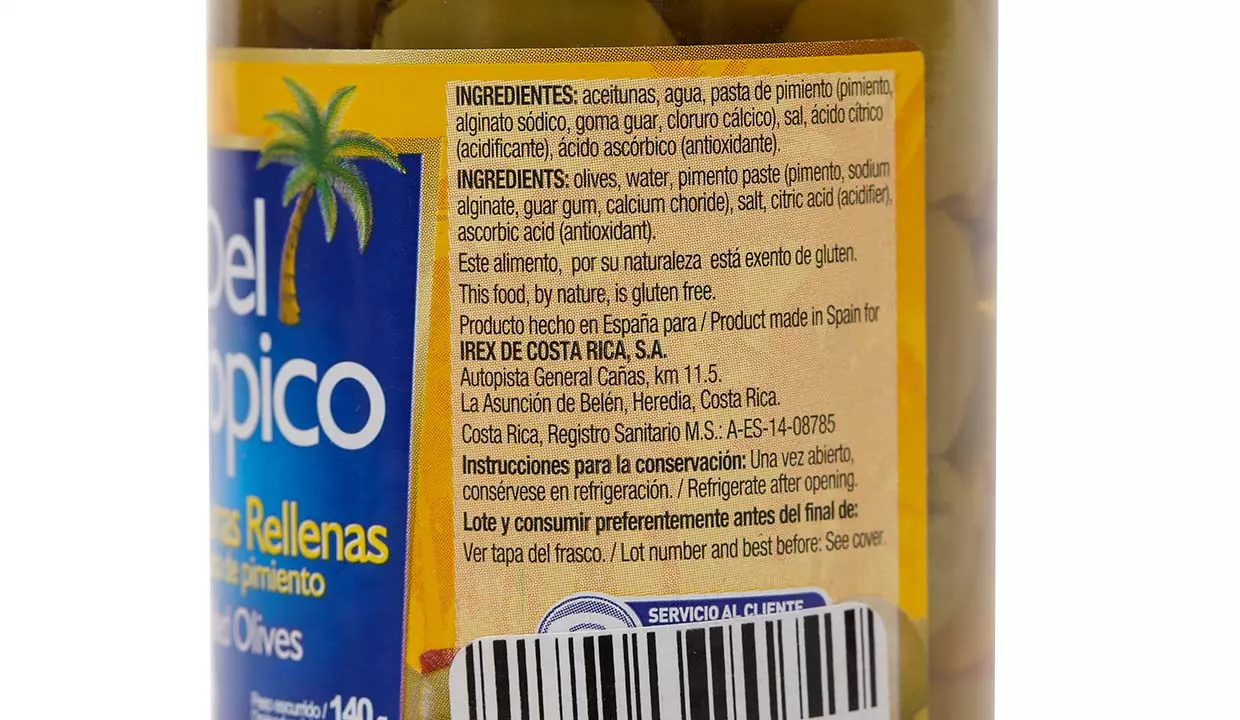 INGREDIENTES: aceitunas, agua, pasta de pimiento (pimiento,
alginato sódico, goma guar, cloruro cálcico), sal, ácido cítrico
(acidificante), ácido ascórbico (antioxidante).
INGREDIENTS: olives, water, pimento paste (pimento, sodium
alginate, guar gum, calcium choride), salt, citric acid (acidifier),
ascorbic acid (antioxidant).
Este alimento, por su naturaleza está exento de gluten.
This food, by nature, is gluten free.
Producto hecho en España para / Product made in Spain for
IREX DE COSTA RICA, S.A.
Autopista General Cañas, km 11.5.
La Asunción de Belén, Heredia, Costa Rica.
Costa Rica, Registro Sanitario M.S.: A-ES-14-08785
Instrucciones para la conservación: Una vez abierto,
consérvese en refrigeración. / Refrigerate after opening.
Lote y consumir preferentemente antes del final de:
Ver tapa del frasco. / Lot number and best before: See cover.
SERVICIO AL CLIENTE
Del
pico
Rellenas
de pimiento
Olives
Peso escurrido / 140 g